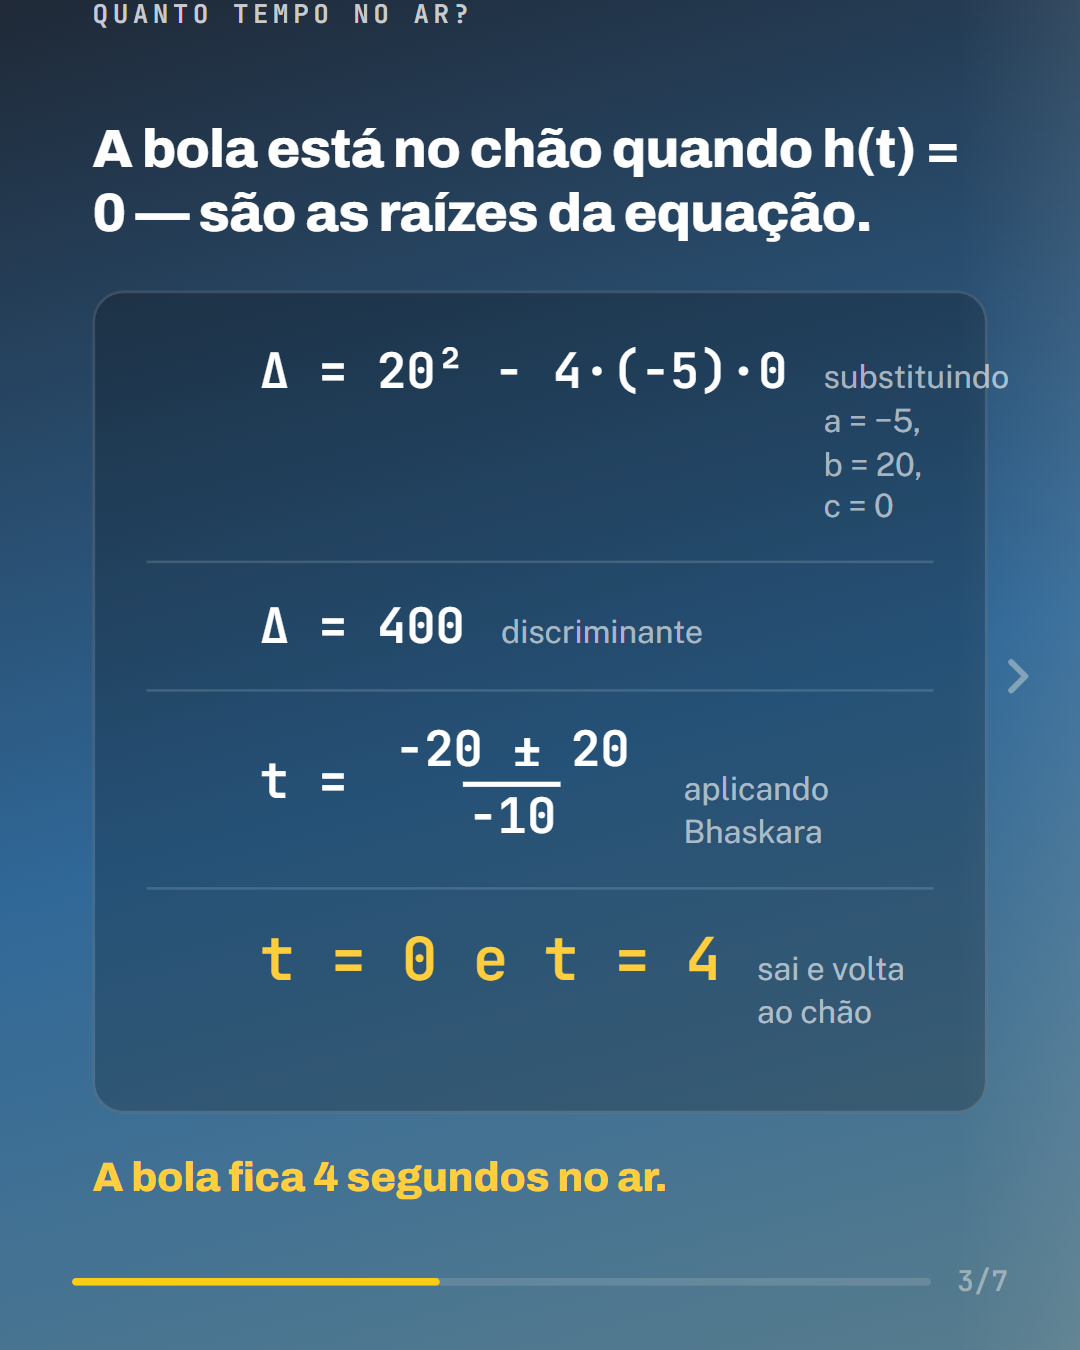 QUANTO TEMPO NO AR?
A bola está no chão quando h(t) =
0 — são as raízes da equação.
Δ = 20² - 4·(-5)·0 substituindo
a = −5,
b = 20,
c = 0
Δ = 400 discriminante
-20 ± 20
t =
-10
aplicando
Bhaskara
t = 0 e t = 4 sai e volta
ao chão
A bola fica 4 segundos no ar.
3/7